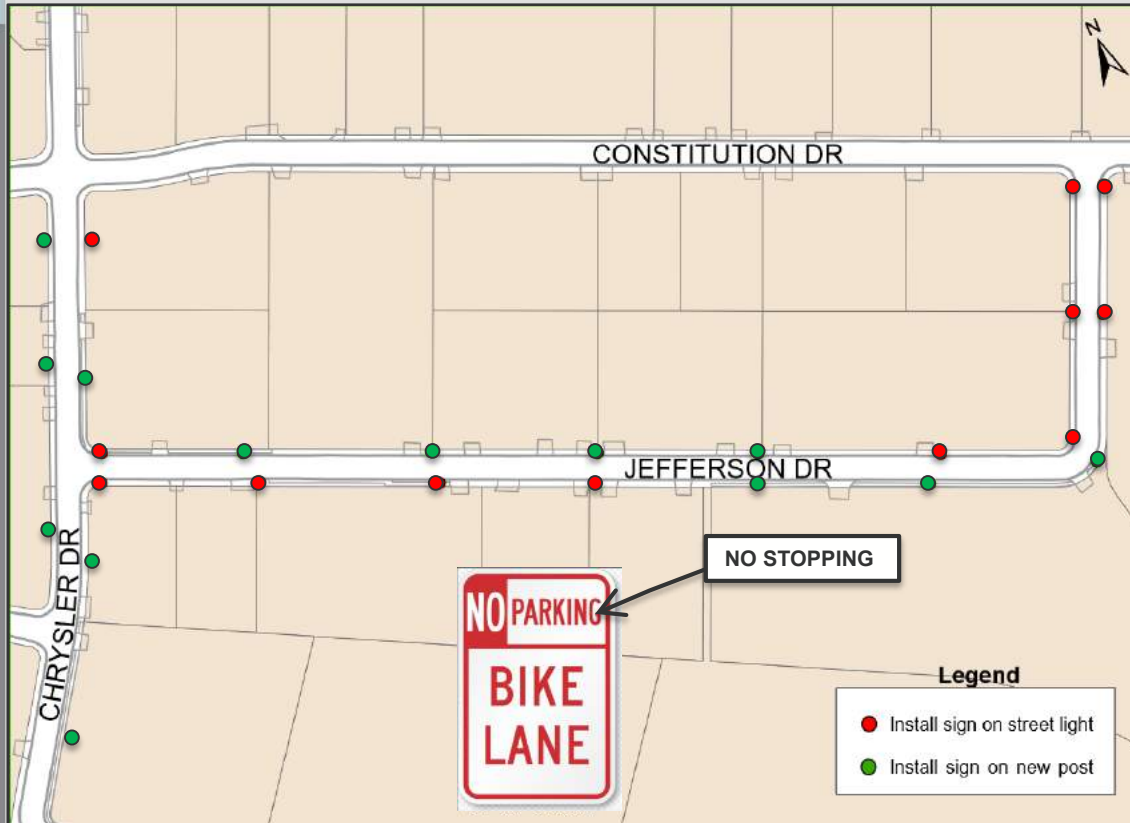 N
CONSTITUTION DR
JEFFERSON DR
CHRYSLER DR
NO STOPPING
NO PARKING
BIKE
LANE
Legend
Install sign on street light
Install sign on new post